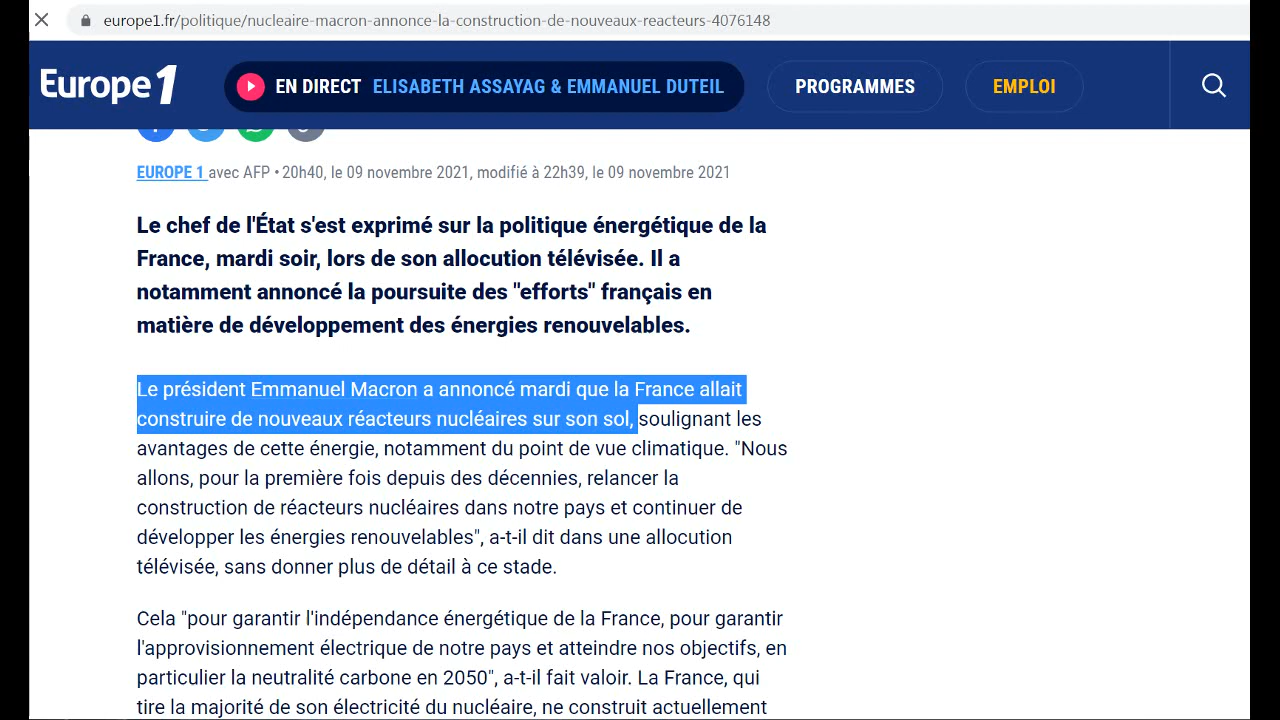 europe1.fr/politique/nucleaire-macron-annonce-la-construction-de-nouveaux-reacteurs-4076148
Europe 1
EN DIRECT ELISABETH ASSAYAG & EMMANUEL DUTEIL
PROGRAMMES
EMPLOI
EUROPE 1 avec AFP • 20h40, le 09 novembre 2021, modifié à 22h39, le 09 novembre 2021
Le chef de l'État s'est exprimé sur la politique énergétique de la
France, mardi soir, lors de son allocution télévisée. Il a
notamment annoncé la poursuite des "efforts" français en
matière de développement des énergies renouvelables.
Le président Emmanuel Macron a annoncé mardi que la France allait
construire de nouveaux réacteurs nucléaires sur son sol, soulignant les
avantages de cette énergie, notamment du point de vue climatique. "Nous
allons, pour la première fois depuis des décennies, relancer la
construction de réacteurs nucléaires dans notre pays et continuer de
développer les énergies renouvelables", a-t-il dit dans une allocution
télévisée, sans donner plus de détail à ce stade.
Cela "pour garantir l'indépendance énergétique de la France, pour garantir
l'approvisionnement électrique de notre pays et atteindre nos objectifs, en
particulier la neutralité carbone en 2050", a-t-il fait valoir. La France, qui
tire la majorité de son électricité du nucléaire, ne construit actuellement